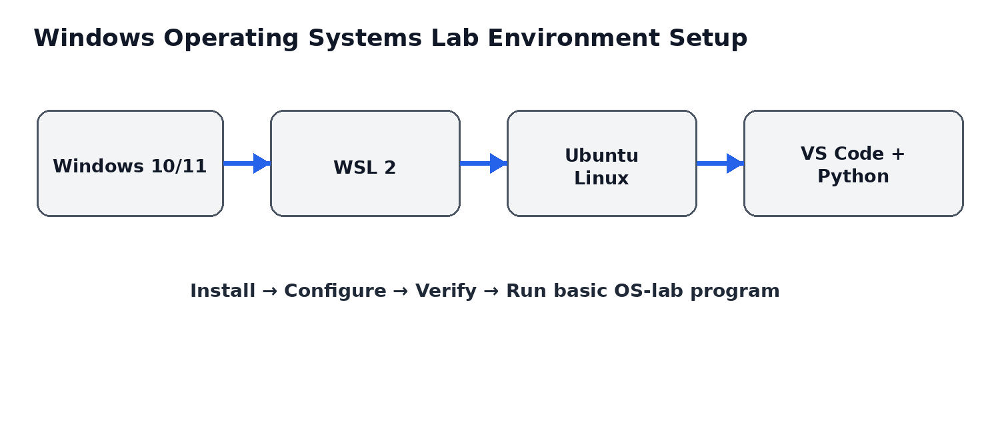 Windows Operating Systems Lab Environment Setup
Windows 10/11
WSL 2
Ubuntu
Linux
VS Code +
Python
Install → Configure → Verify → Run basic OS-lab program